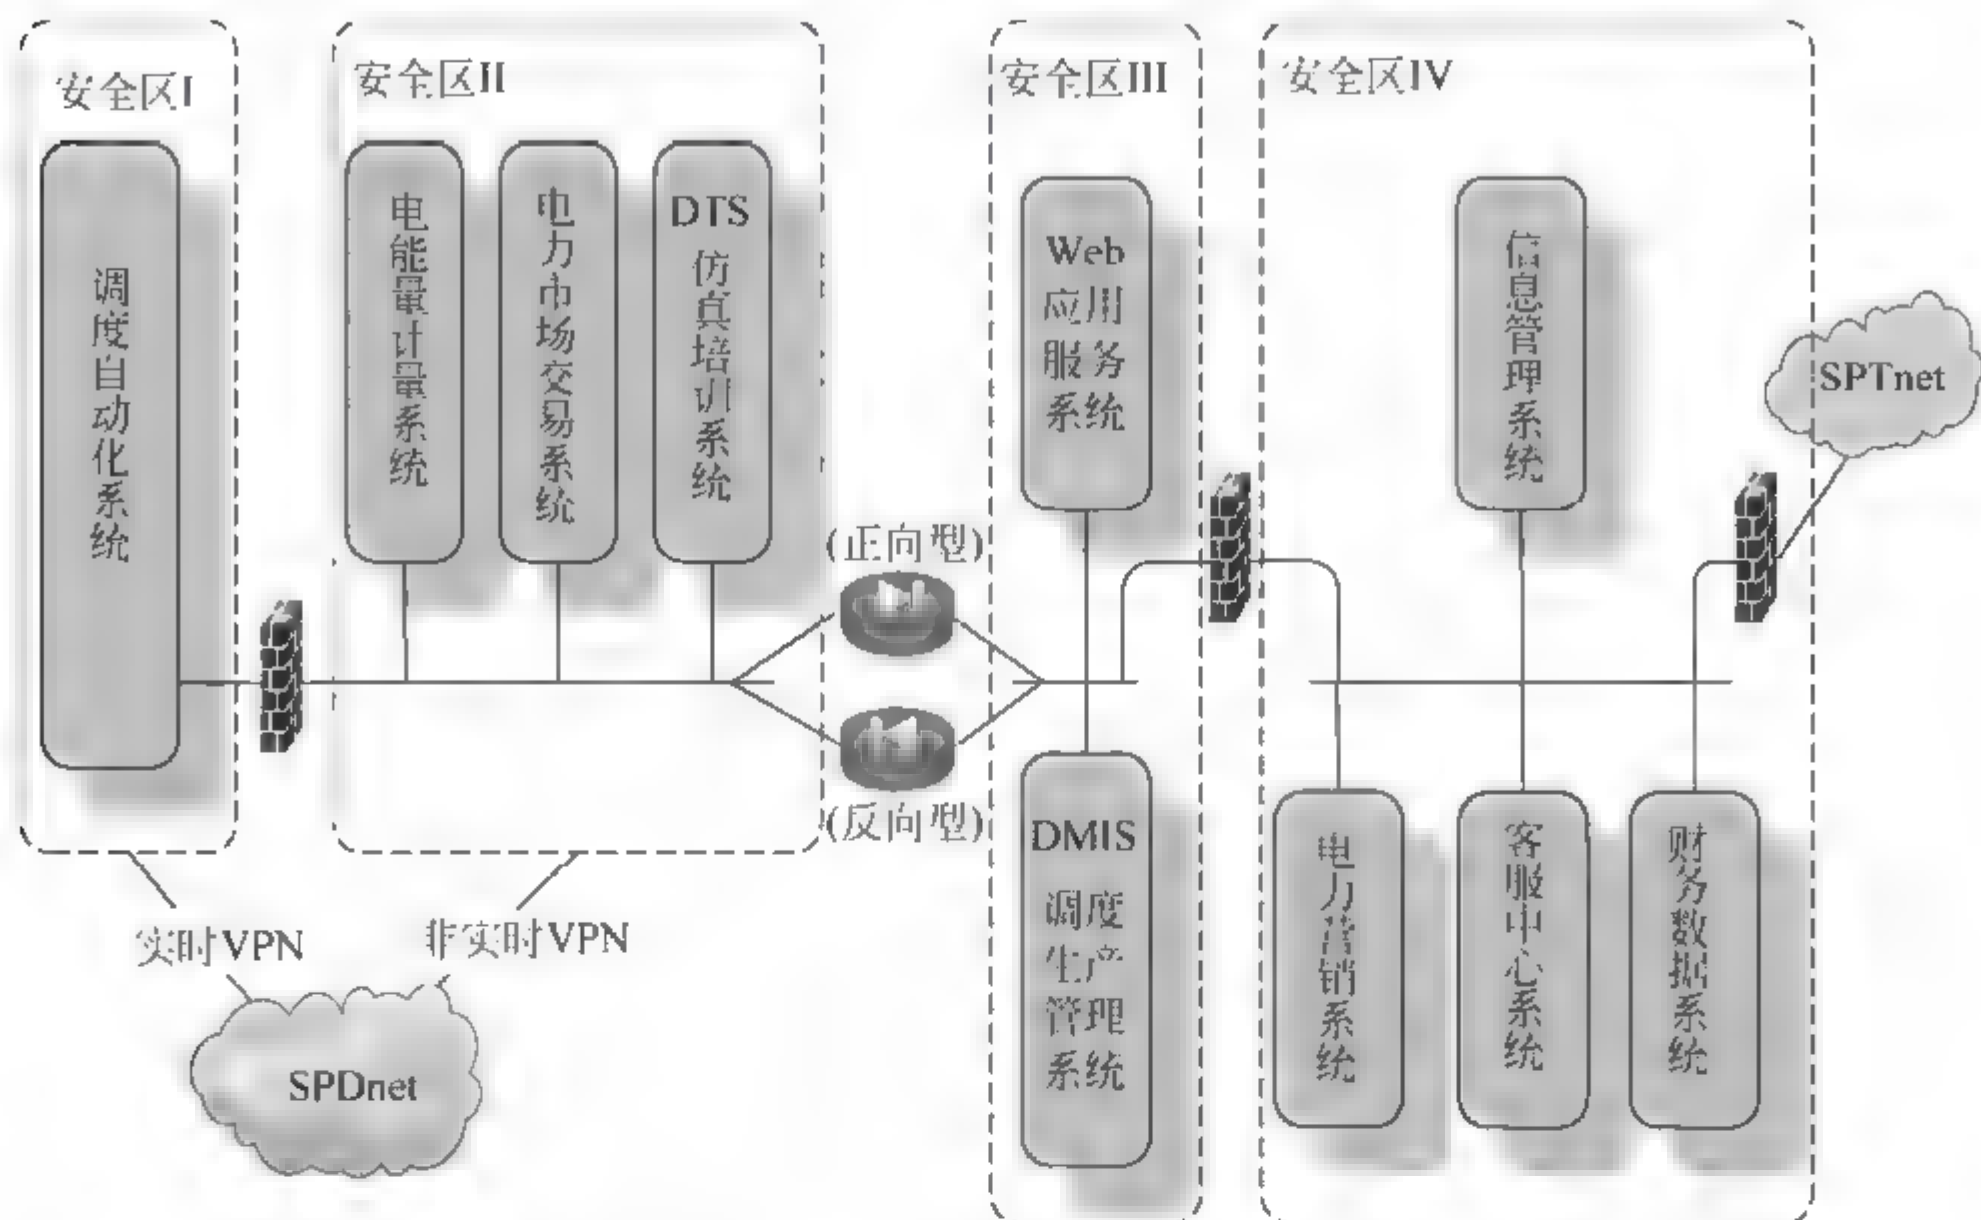 安全区I
调度自动化系统
安全区II
电能量计量系统
电力市场交易系统
DTS
仿真培训系统
(正向型)
(反向型)
安全区III
Web
应用
服务
系统
DMIS
调度
生产
管理
系统
安全区IV
信息管理系统
电力营销系统
客服中心系统
财务数据系统
SPTnet
实时VPN
非实时VPN
SPDnet